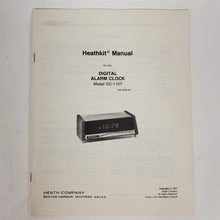 Heathkit® Manual
for the
DIGITAL
ALARM CLOCK
Model GC-1107
HEATH COMPANY
BENTON HARBOR, MICHIGAN 49022